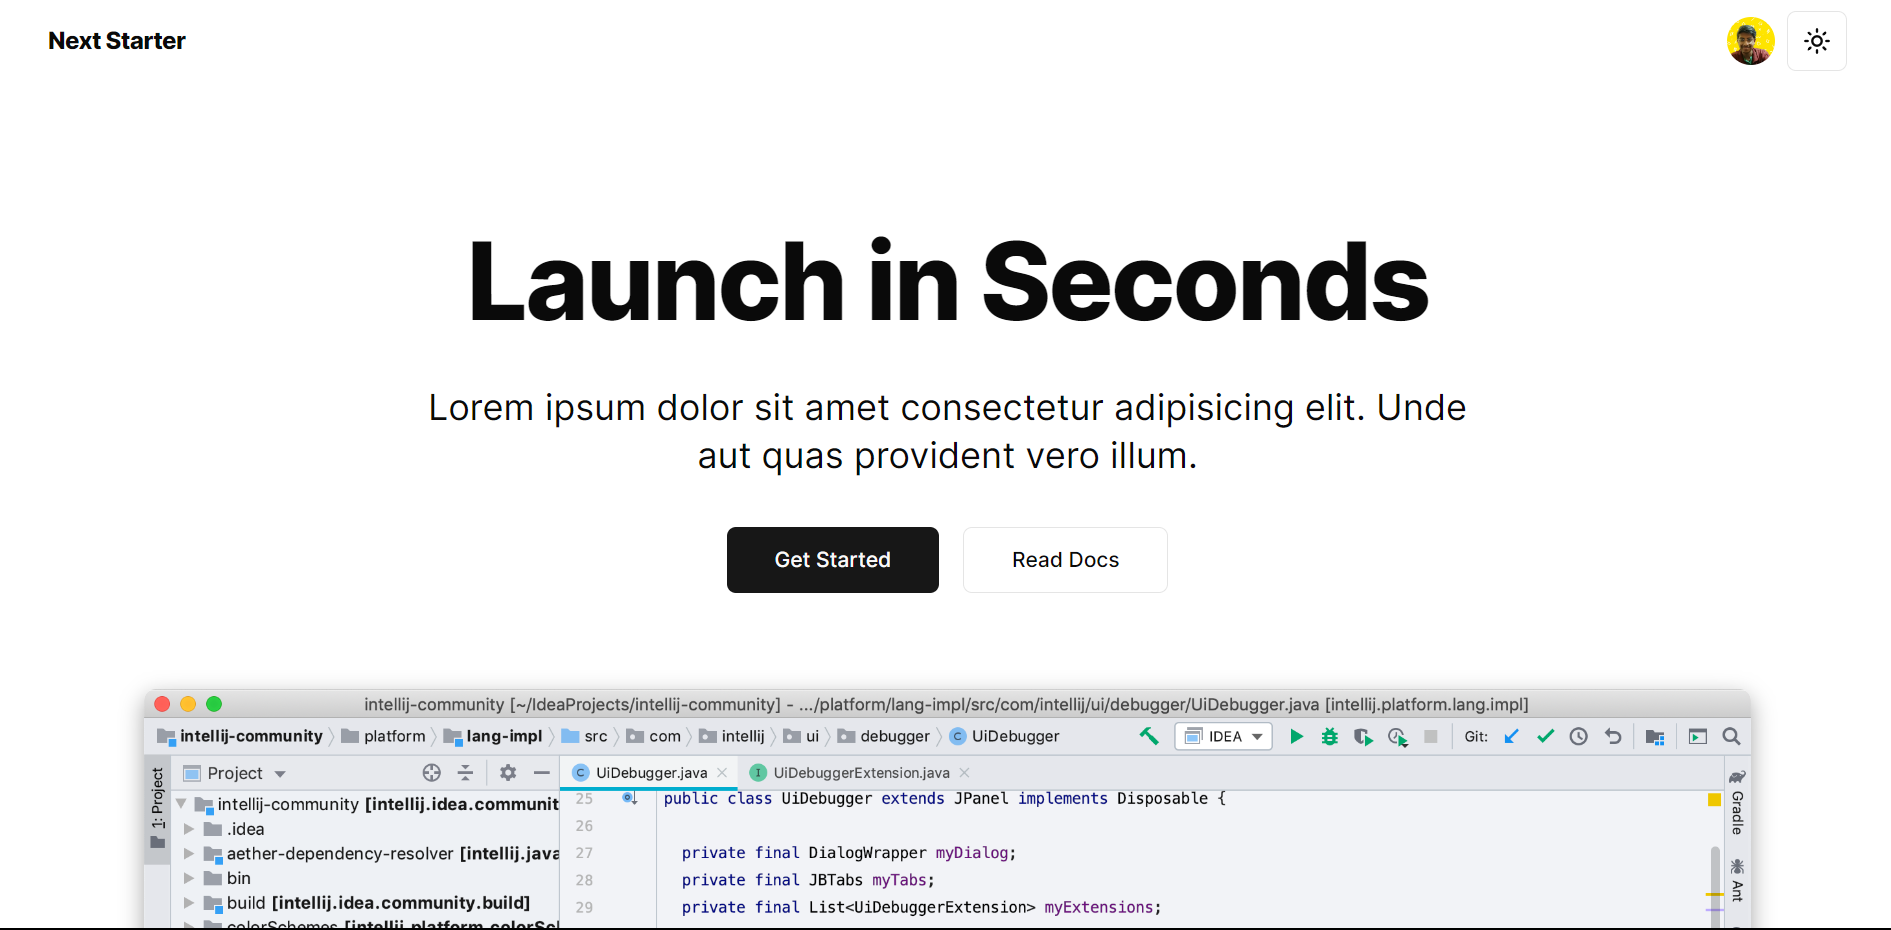 Next Starter
Launch in Seconds
Lorem ipsum dolor sit amet consectetur adipisicing elit. Unde
aut quas provident vero illum.
Get Started
Read Docs
intellij-community [~/IdeaProjects/intellij-community] - .../platform/lang-impl/src/com/intellij/ui/debugger/UiDebugger.java [intellij.platform.lang.impl]
intellij-community platform lang-impl src com intellij ui debugger C UiDebugger IDEA Git:
1: Project
Project
C UiDebugger.java I UiDebuggerExtension.java
intellij-community [intellij.idea.communit
.idea
aether-dependency-resolver [intellij.java
bin
build [intellij.idea.community.build]
colorSchemes [intellij.platform.colorScl
25 public class UiDebugger extends JPanel implements Disposable {
26
27 private final DialogWrapper myDialog;
28 private final JBTabs myTabs;
29 private final List<UiDebuggerExtension> myExtensions;
Gradle
Ant